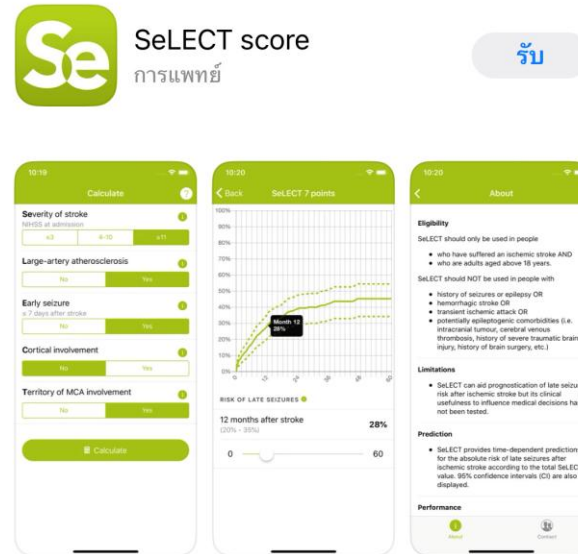 Se
SeLECT score
การแพทย์
รับ
10:19
Calculate
?
Severity of stroke
NIHSS at admission
≤3 4-10 ≥11
Large-artery atherosclerosis
No Yes
Early seizure
≤ 7 days after stroke
No Yes
Cortical involvement
No Yes
Territory of MCA involvement
No Yes
Calculate
10:20
Back SeLECT 7 points
100%
90%
80%
70%
60%
50%
40%
30%
20%
10%
0%
Month 12
28%
0 12 24 36 48 60
RISK OF LATE SEIZURES
12 months after stroke
(20% - 35%)
28%
0 60
10:20
About
Eligibility
SeLECT should only be used in people
• who have suffered an ischemic stroke AND
• who are adults aged above 18 years.
SeLECT should NOT be used in people with
• history of seizures or epilepsy OR
• hemorrhagic stroke OR
• transient ischemic attack OR
• potentially epileptogenic comorbidities (i.e.
intracranial tumour, cerebral venous
thrombosis, history of severe traumatic brain
injury, history of brain surgery, etc.)
Limitations
• SeLECT can aid prognostication of late seizu
risk after ischemic stroke but its clinical
usefulness to influence medical decisions ha
not been tested.
Prediction
• SeLECT provides time-dependent prediction
for the absolute risk of late seizures after
ischemic stroke according to the total SeLEC
value. 95% confidence intervals (CI) are also
displayed.
Performance
About Contact